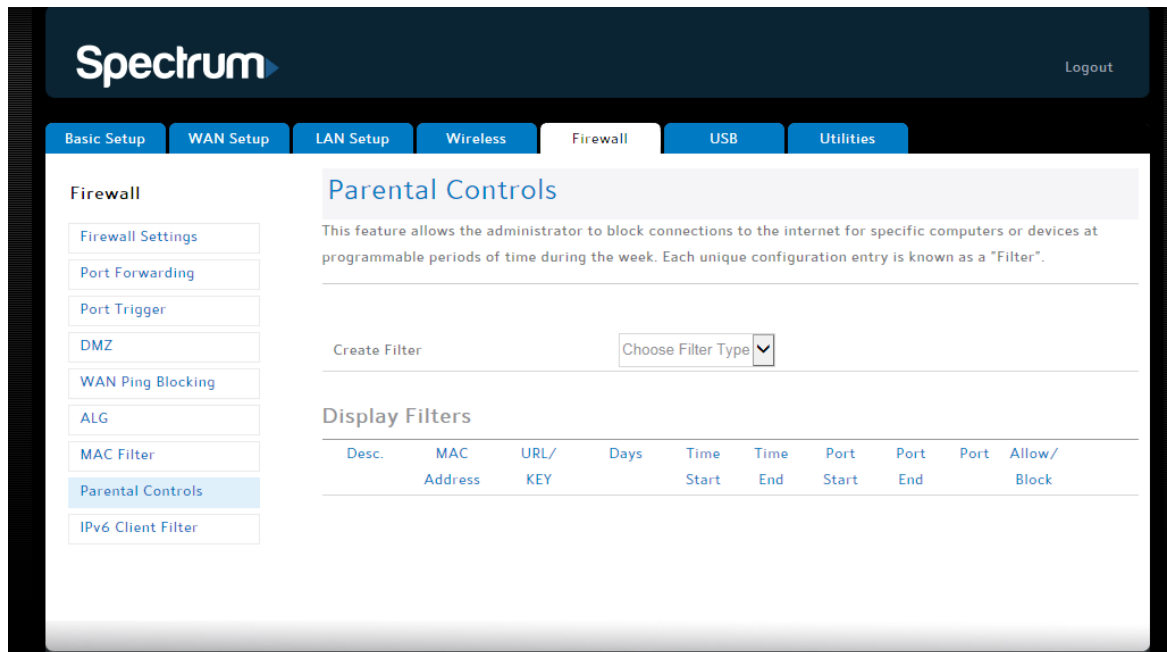 Spectrum
Logout
Basic Setup WAN Setup LAN Setup Wireless Firewall USB Utilities
Firewall
Firewall Settings
Port Forwarding
Port Trigger
DMZ
WAN Ping Blocking
ALG
MAC Filter
Parental Controls
IPv6 Client Filter
Parental Controls
This feature allows the administrator to block connections to the internet for specific computers or devices at
programmable periods of time during the week. Each unique configuration entry is known as a "Filter".
Create Filter Choose Filter Type
Display Filters
Desc. MAC URL/ Days Time Time Port Port Port Allow/
Address KEY Start End Start End Block